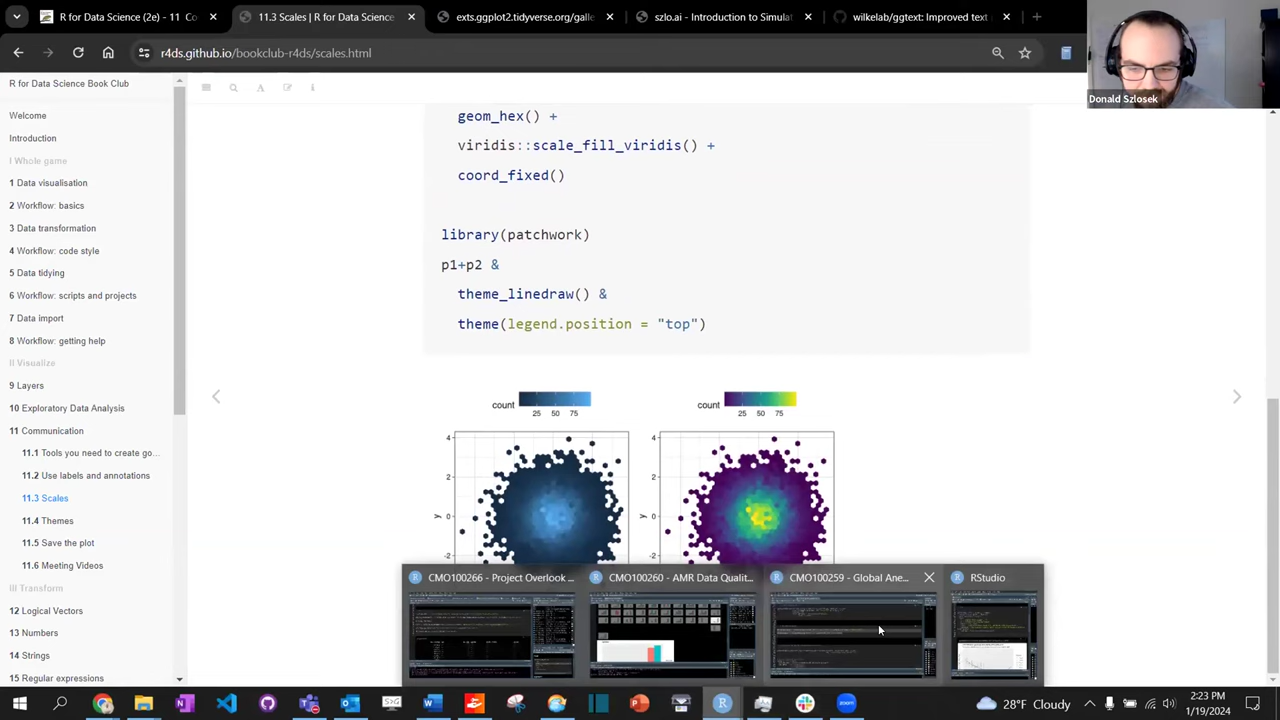 R for Data Science (2e) - 11 Co
11.3 Scales | R for Data Science
exts.ggplot2.tidyverse.org/galle
szlo.ai - Introduction to Simulat
wilkelab/ggtext: Improved text
r4ds.github.io/bookclub-r4ds/scales.html
Donald Szlosek
R for Data Science Book Club
Welcome
Introduction
I Whole game
1 Data visualisation
2 Workflow: basics
3 Data transformation
4 Workflow: code style
5 Data tidying
6 Workflow: scripts and projects
7 Data import
8 Workflow: getting help
II Visualize
9 Layers
10 Exploratory Data Analysis
11 Communication
11.1 Tools you need to create go...
11.2 Use labels and annotations
11.3 Scales
11.4 Themes
11.5 Save the plot
11.6 Meeting Videos
III Transform
12 Logical Vectors
13 Numbers
14 Strings
15 Regular expressions
geom_hex() +
viridis::scale_fill_viridis() +
coord_fixed()
library(patchwork)
p1+p2 &
theme_linedraw() &
theme(legend.position = "top")
count
25 50 75
count
25 50 75
4
2
y 0
-2
4
2
y 0
-2
CMO100266 - Project Overlook ...
CMO100260 - AMR Data Qualit...
CMO100259 - Global Ane...
RStudio
28°F Cloudy
2:23 PM
1/19/2024